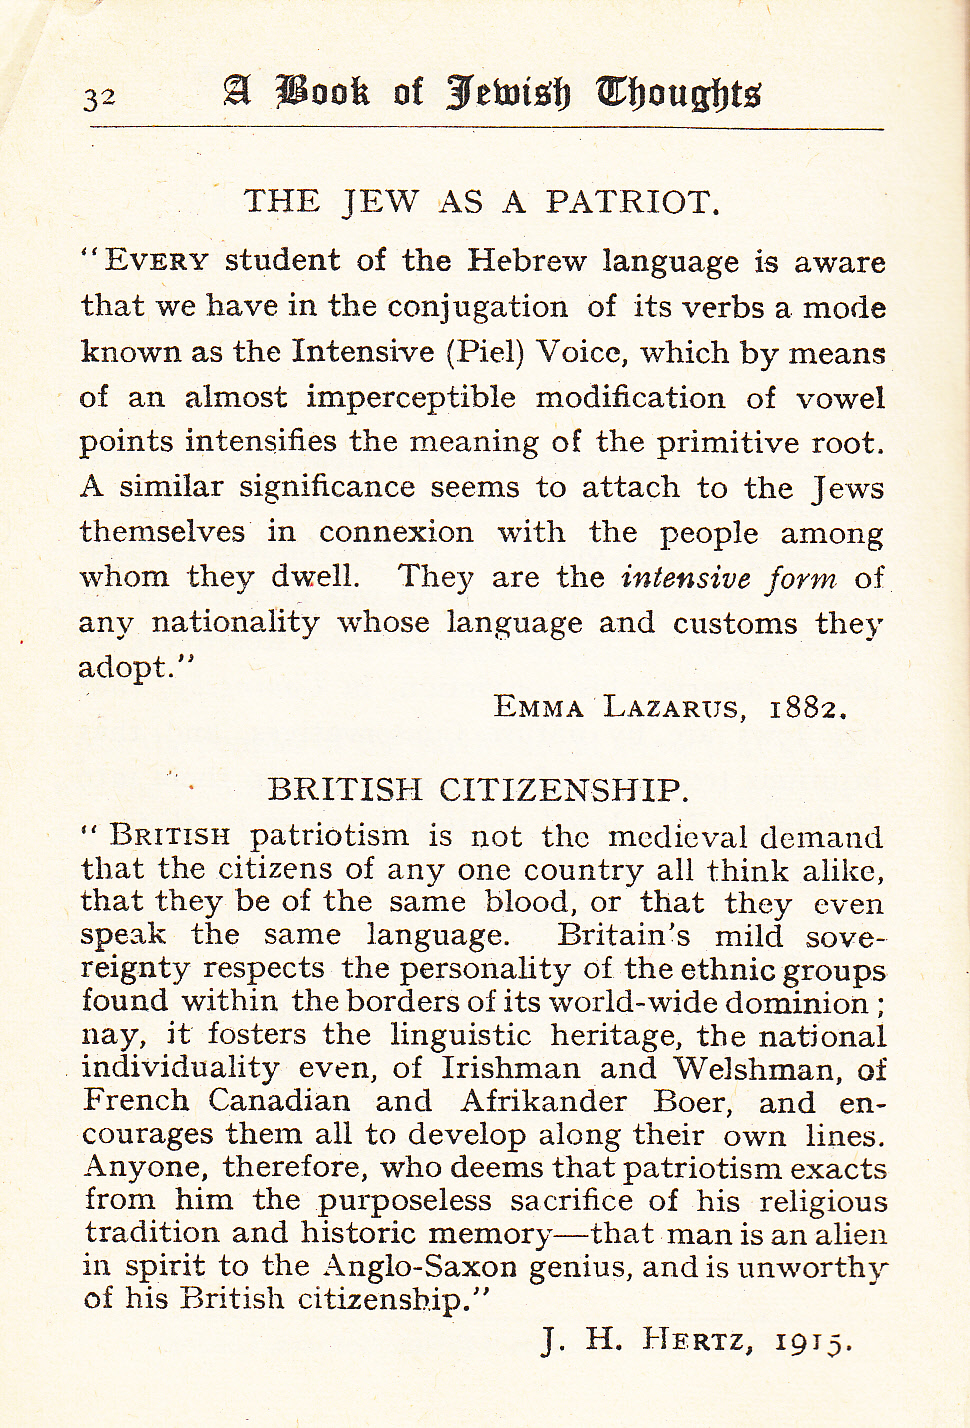 32 A Book of Jewish Thoughts
THE JEW AS A PATRIOT.
“EVERY student of the Hebrew language is aware
that we have in the conjugation of its verbs a mode
known as the Intensive (Piel) Voice, which by means
of an almost imperceptible modification of vowel
points intensifies the meaning of the primitive root.
A similar significance seems to attach to the Jews
themselves in connexion with the people among
whom they dwell. They are the intensive form of
any nationality whose language and customs they
adopt.”
EMMA LAZARUS, 1882.
BRITISH CITIZENSHIP.
“BRITISH patriotism is not the medieval demand
that the citizens of any one country all think alike,
that they be of the same blood, or that they even
speak the same language. Britain's mild sove-
reignty respects the personality of the ethnic groups
found within the borders of its world-wide dominion ;
nay, it fosters the linguistic heritage, the national
individuality even, of Irishman and Welshman, of
French Canadian and Afrikander Boer, and en-
courages them all to develop along their own lines.
Anyone, therefore, who deems that patriotism exacts
from him the purposeless sacrifice of his religious
tradition and historic memory—that man is an alien
in spirit to the Anglo-Saxon genius, and is unworthy
of his British citizenship.”
J. H. HERTZ, 1915.